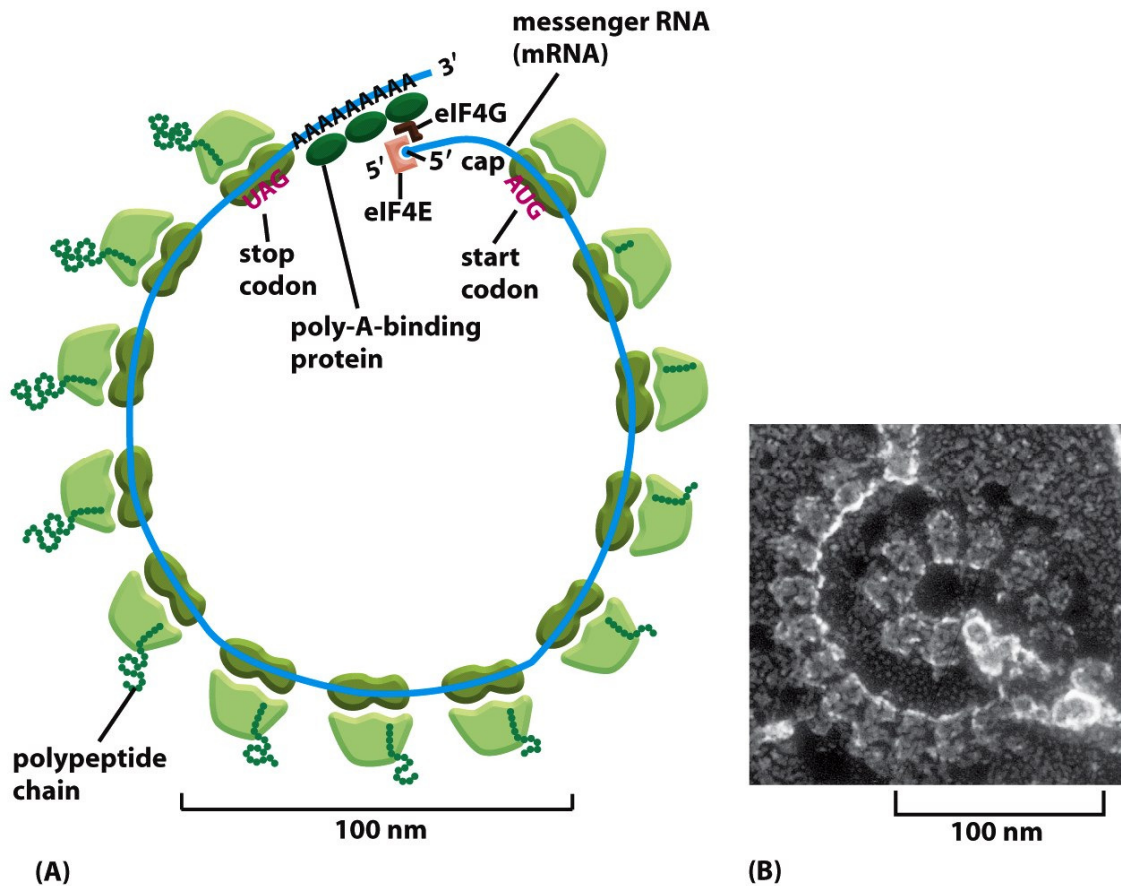 messenger RNA
(mRNA)
3′
AAAAAAAAA
eIF4G
5′
5′ cap
eIF4E
UAG
AUG
stop
codon
start
codon
poly-A-binding
protein
polypeptide
chain
100 nm
100 nm
(A)
(B)